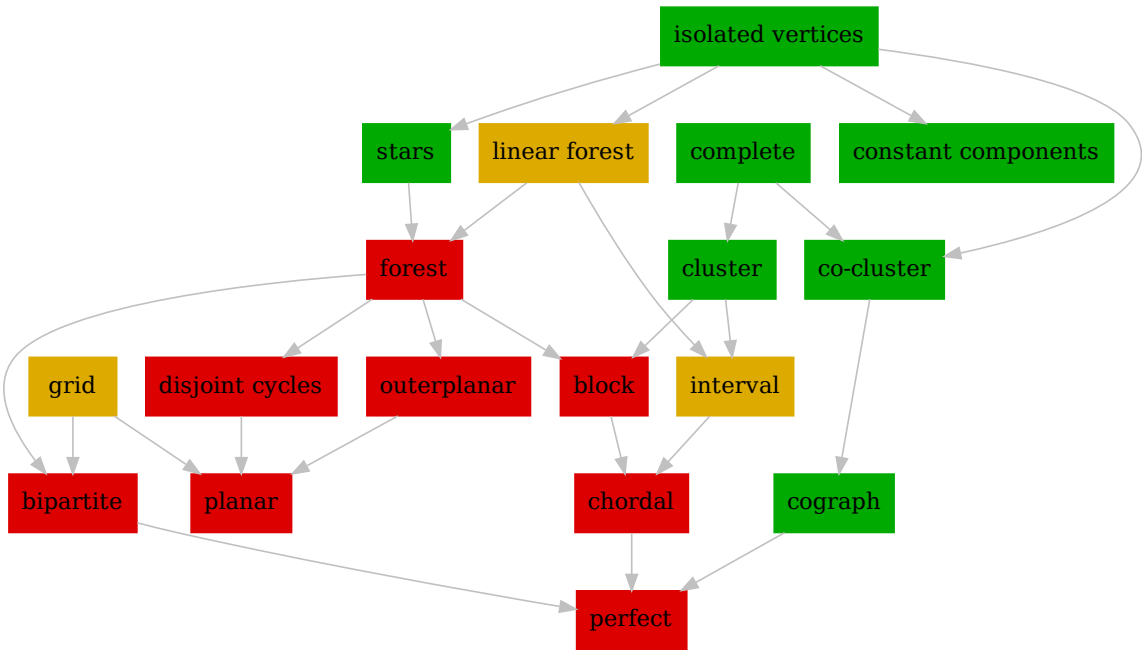 isolated vertices
stars
linear forest
complete
constant components
forest
cluster
co-cluster
grid
disjoint cycles
outerplanar
block
interval
bipartite
planar
chordal
cograph
perfect